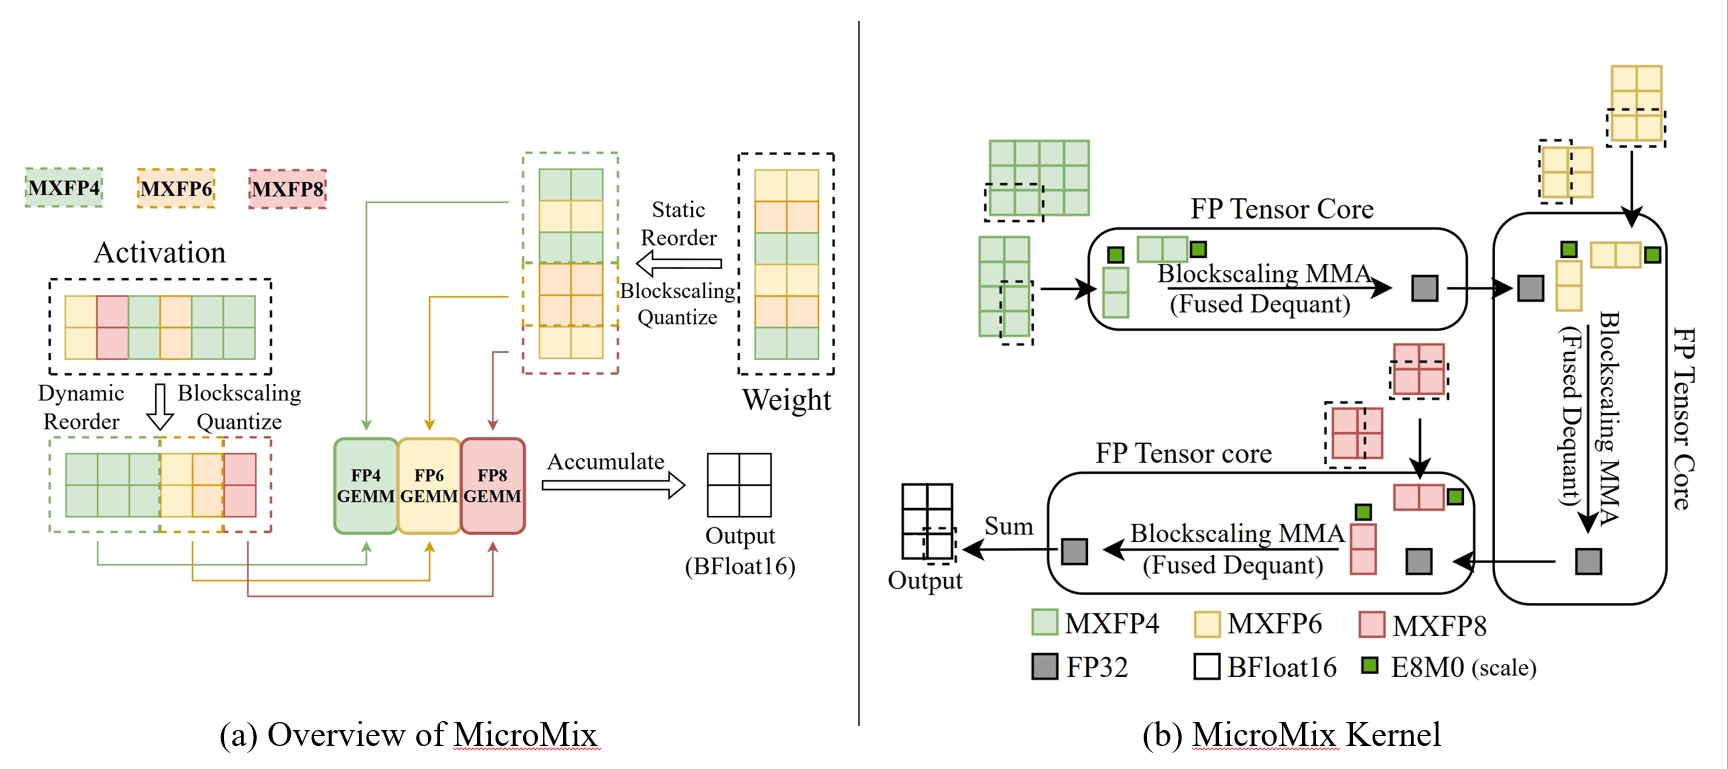 MXFP4 MXFP6 MXFP8
Activation
Dynamic
Reorder
Blockscaling
Quantize
Static
Reorder
Blockscaling
Quantize
Weight
FP4
GEMM
FP6
GEMM
FP8
GEMM
Accumulate
Output
(BFloat16)
(a) Overview of MicroMix
FP Tensor Core
Blockscaling MMA
(Fused Dequant)
FP Tensor Core
Blockscaling MMA
(Fused Dequant)
FP Tensor core
Blockscaling MMA
(Fused Dequant)
Sum
Output
MXFP4 MXFP6 MXFP8
FP32 BFloat16 E8M0 (scale)
(b) MicroMix Kernel